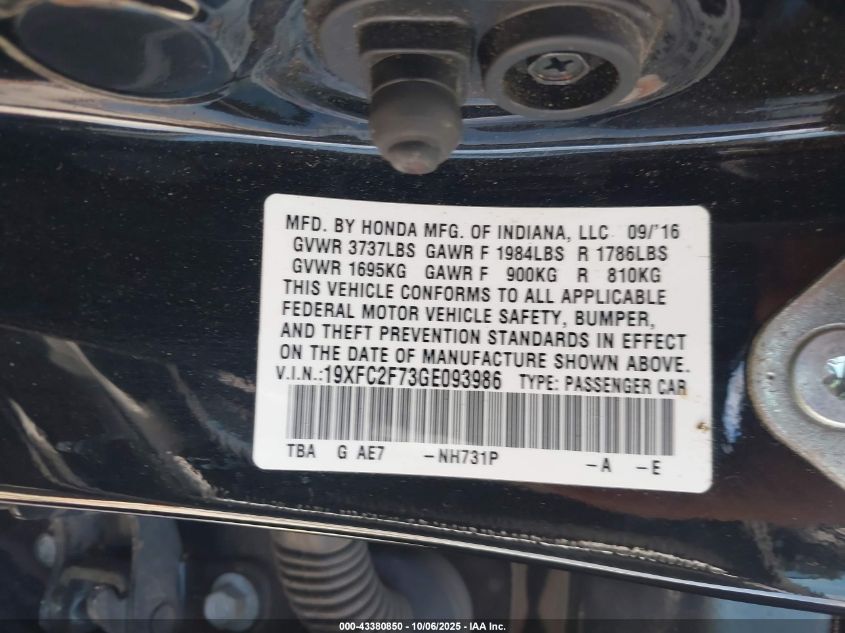 MFD. BY HONDA MFG. OF INDIANA, LLC 09/'16
GVWR 3737LBS GAWR F 1984LBS R 1786LBS
GVWR 1695KG GAWR F 900KG R 810KG
THIS VEHICLE CONFORMS TO ALL APPLICABLE
FEDERAL MOTOR VEHICLE SAFETY, BUMPER,
AND THEFT PREVENTION STANDARDS IN EFFECT
ON THE DATE OF MANUFACTURE SHOWN ABOVE.
V.I.N.:19XFC2F73GE093986 TYPE: PASSENGER CAR
TBA G AE7 -NH731P -A -E
000-43380850 - 10/06/2025 - IAA Inc.